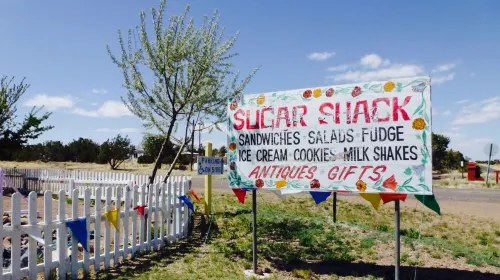 SUGAR SHACK
SANDWICHES SALADS FUDGE
ICE CREAM COOKIES MILK SHAKES
ANTIQUES GIFTS